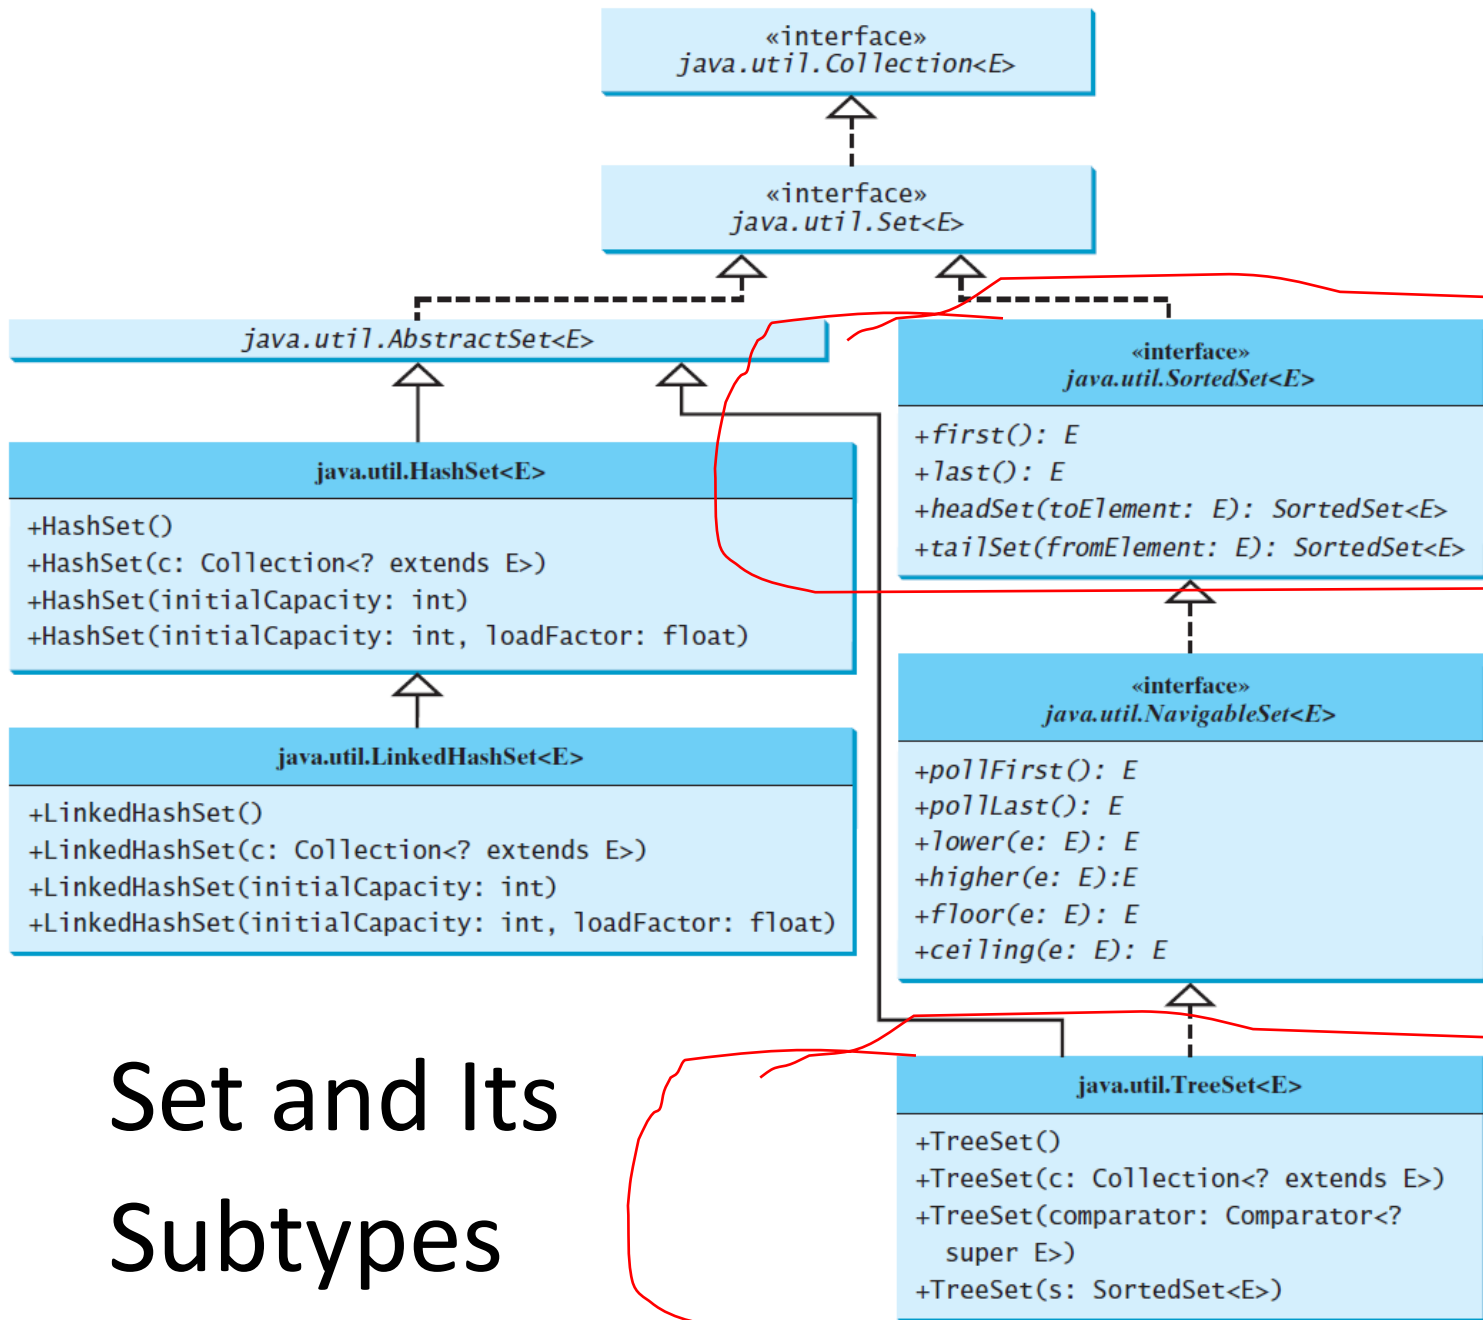 «interface»
java.util.Collection<E>
«interface»
java.util.Set<E>
java.util.AbstractSet<E>
«interface»
java.util.SortedSet<E>
+first(): E
+last(): E
+headSet(toElement: E): SortedSet<E>
+tailSet(fromElement: E): SortedSet<E>
java.util.HashSet<E>
+HashSet()
+HashSet(c: Collection<? extends E>)
+HashSet(initialCapacity: int)
+HashSet(initialCapacity: int, loadFactor: float)
«interface»
java.util.NavigableSet<E>
+pollFirst(): E
+pollLast(): E
+lower(e: E): E
+higher(e: E):E
+floor(e: E): E
+ceiling(e: E): E
java.util.LinkedHashSet<E>
+LinkedHashSet()
+LinkedHashSet(c: Collection<? extends E>)
+LinkedHashSet(initialCapacity: int)
+LinkedHashSet(initialCapacity: int, loadFactor: float)
java.util.TreeSet<E>
+TreeSet()
+TreeSet(c: Collection<? extends E>)
+TreeSet(comparator: Comparator<?
super E>)
+TreeSet(s: SortedSet<E>)
Set and Its
Subtypes